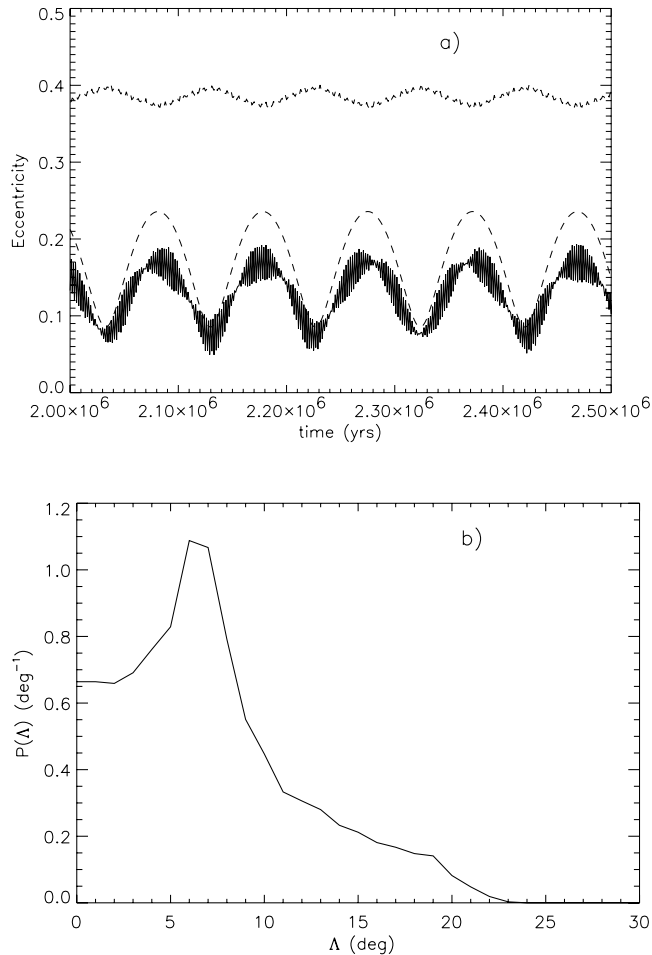 0.5
a)
0.4
0.3
Eccentricity
0.2
0.1
0.0
2.00×10⁶ 2.10×10⁶ 2.20×10⁶ 2.30×10⁶ 2.40×10⁶ 2.50×10⁶
time (yrs)
1.2
b)
1.0
0.8
P(Λ) (deg⁻¹)
0.6
0.4
0.2
0.0
0 5 10 15 20 25 30
Λ (deg)